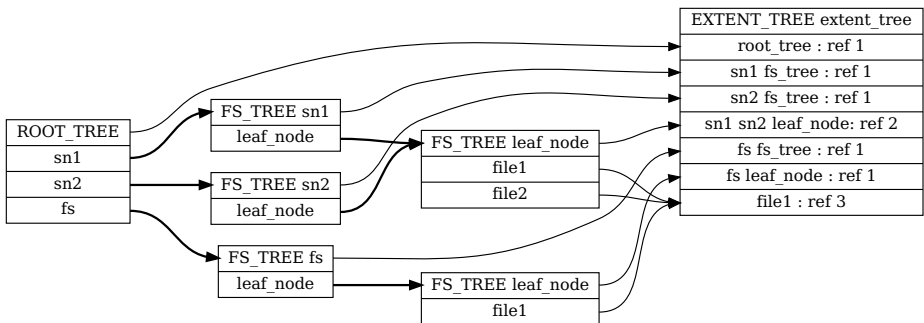 ROOT_TREE
sn1
sn2
fs
FS_TREE sn1
leaf_node
FS_TREE sn2
leaf_node
FS_TREE fs
leaf_node
FS_TREE leaf_node
file1
file2
FS_TREE leaf_node
file1
EXTENT_TREE extent_tree
root_tree : ref 1
sn1 fs_tree : ref 1
sn2 fs_tree : ref 1
sn1 sn2 leaf_node: ref 2
fs fs_tree : ref 1
fs leaf_node : ref 1
file1 : ref 3